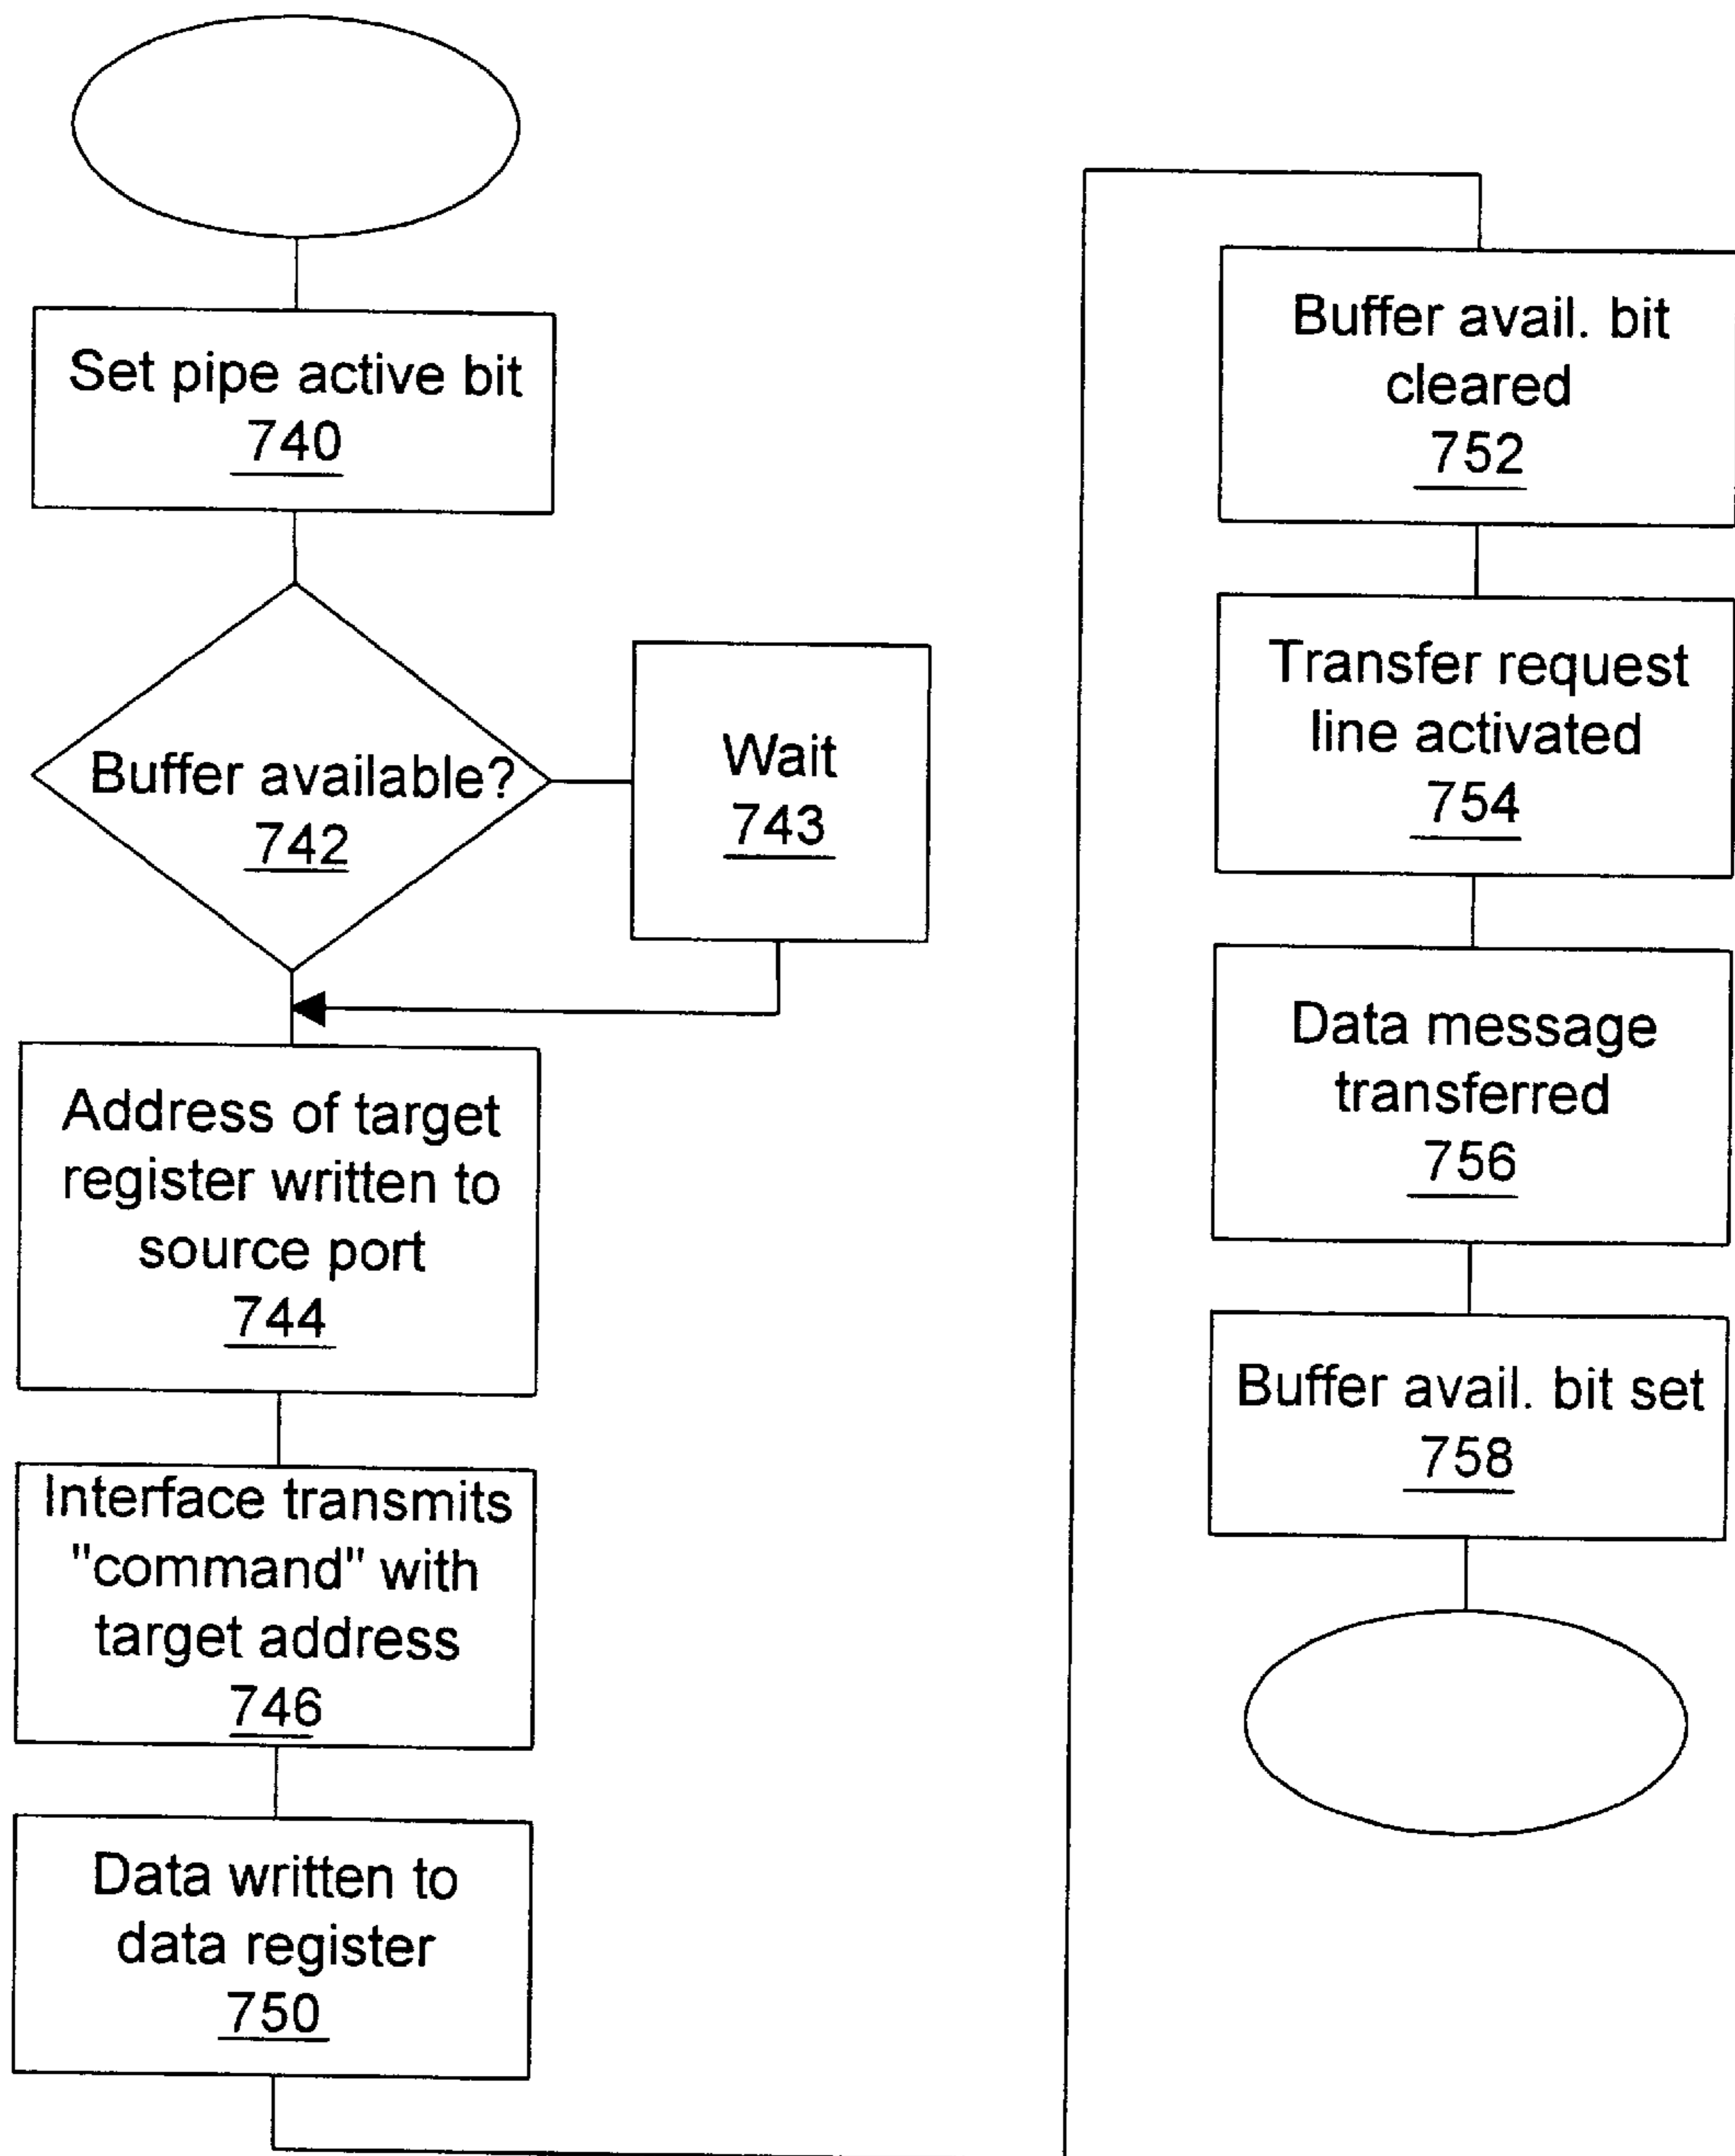 Set pipe active bit
740
Buffer available?
742
Wait
743
Address of target
register written to
source port
744
Interface transmits
"command" with
target address
746
Data written to
data register
750
Buffer avail. bit
cleared
752
Transfer request
line activated
754
Data message
transferred
756
Buffer avail. bit set
758